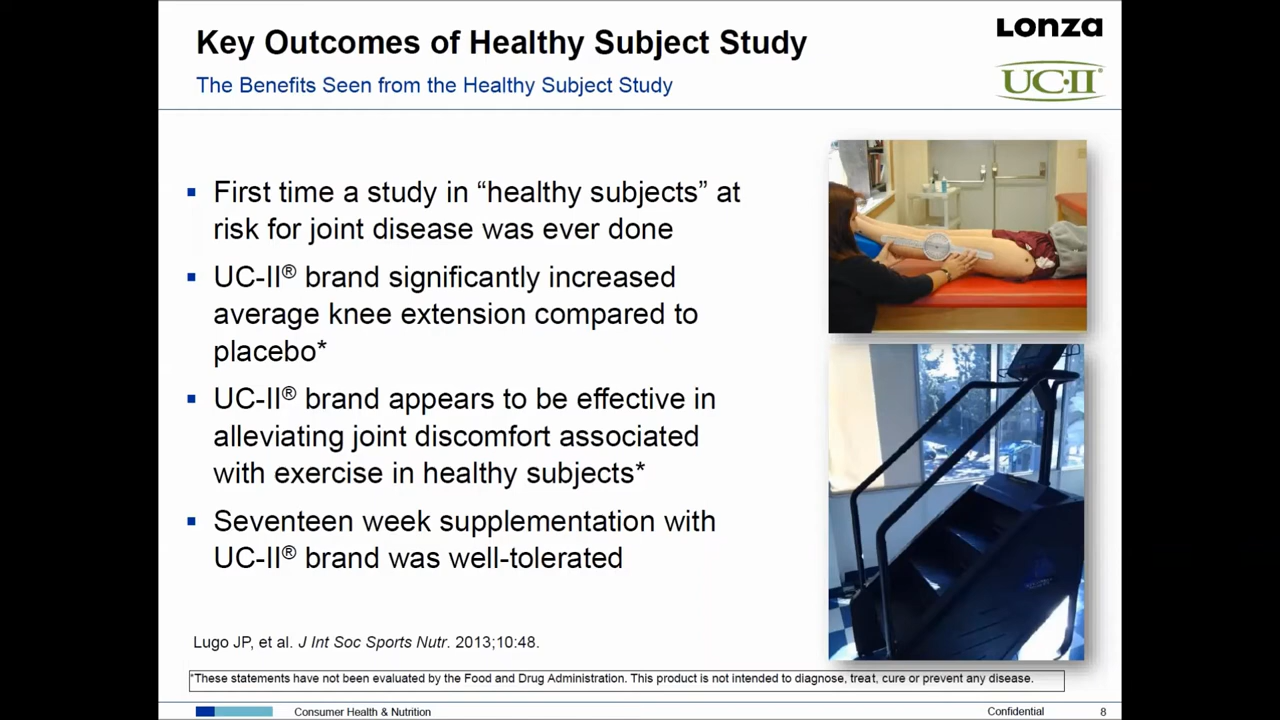 Key Outcomes of Healthy Subject Study
Lonza
The Benefits Seen from the Healthy Subject Study
UC·II®
▪ First time a study in “healthy subjects” at
risk for joint disease was ever done
▪ UC-II® brand significantly increased
average knee extension compared to
placebo*
▪ UC-II® brand appears to be effective in
alleviating joint discomfort associated
with exercise in healthy subjects*
▪ Seventeen week supplementation with
UC-II® brand was well-tolerated
Lugo JP, et al. J Int Soc Sports Nutr. 2013;10:48.
*These statements have not been evaluated by the Food and Drug Administration. This product is not intended to diagnose, treat, cure or prevent any disease.
Consumer Health & Nutrition
Confidential
8